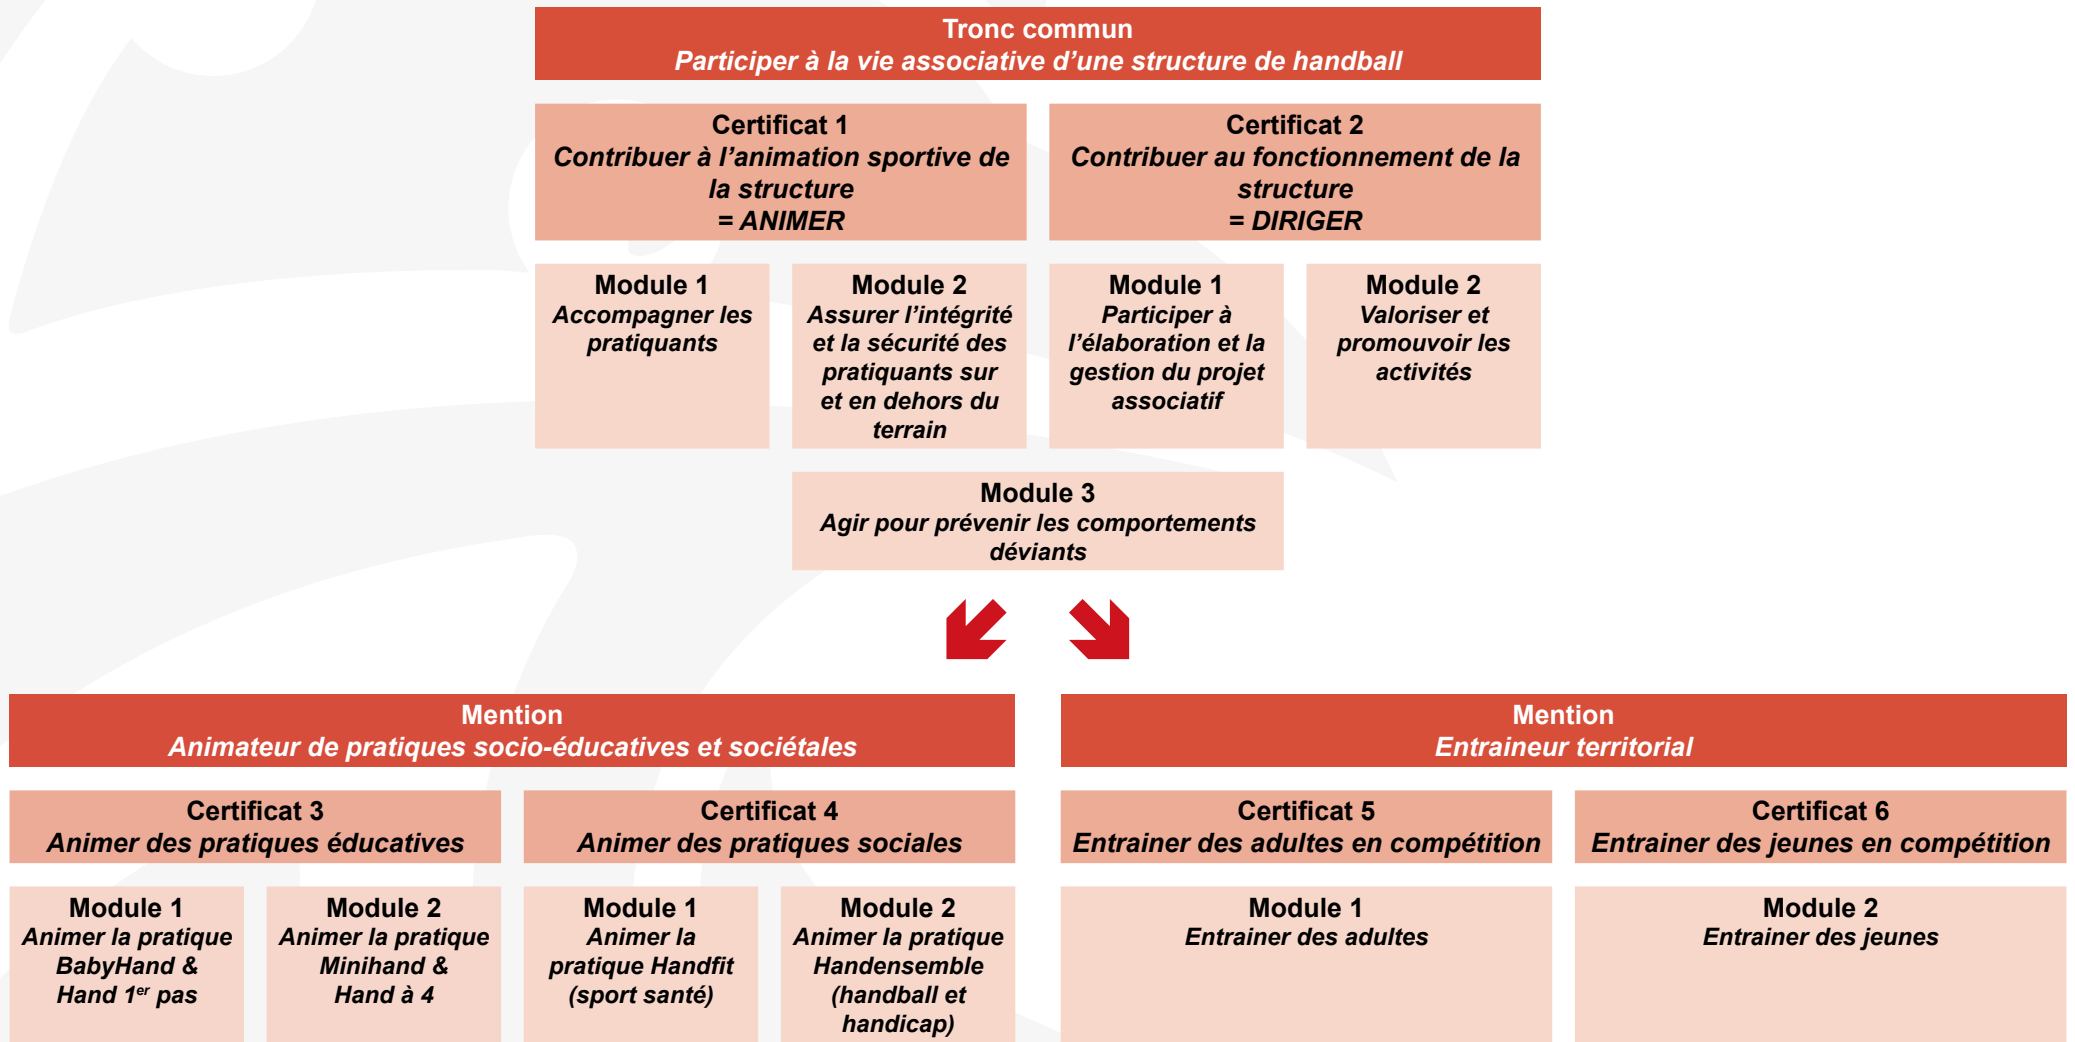 Tronc commun
Participer à la vie associative d’une structure de handball
Certificat 1
Contribuer à l’animation sportive de
la structure
= ANIMER
Certificat 2
Contribuer au fonctionnement de la
structure
= DIRIGER
Module 1
Accompagner les
pratiquants
Module 2
Assurer l’intégrité
et la sécurité des
pratiquants sur
et en dehors du
terrain
Module 1
Participer à
l’élaboration et la
gestion du projet
associatif
Module 2
Valoriser et
promouvoir les
activités
Module 3
Agir pour prévenir les comportements
déviants
Mention
Animateur de pratiques socio-éducatives et sociétales
Certificat 3
Animer des pratiques éducatives
Certificat 4
Animer des pratiques sociales
Module 1
Animer la pratique
BabyHand &
Hand 1er pas
Module 2
Animer la pratique
Minihand &
Hand à 4
Module 1
Animer la
pratique Handfit
(sport santé)
Module 2
Animer la pratique
Handensemble
(handball et
handicap)
Mention
Entraineur territorial
Certificat 5
Entrainer des adultes en compétition
Certificat 6
Entrainer des jeunes en compétition
Module 1
Entrainer des adultes
Module 2
Entrainer des jeunes